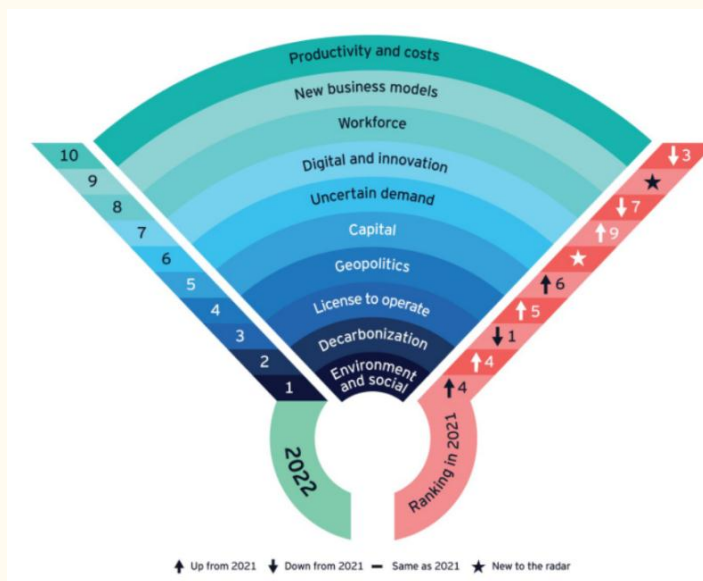 Productivity and costs
New business models
Workforce
Digital and innovation
Uncertain demand
Capital
Geopolitics
License to operate
Decarbonization
Environment
and social
10
9
8
7
6
5
4
3
2
1
2022
3
7
9
6
5
1
4
4
Ranking in 2021
Up from 2021 Down from 2021 Same as 2021 New to the radar